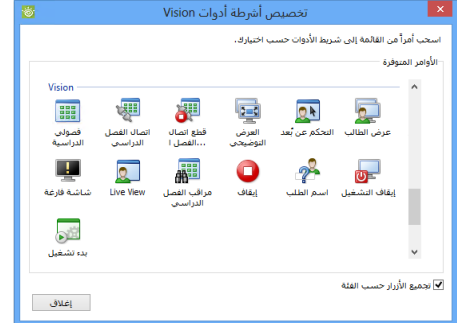 تخصيص أشرطة أدوات Vision
اسحب أمراً من القائمة إلى شريط الأدوات حسب اختيارك.
الأوامر المتوفرة
Vision
عرض الطالب
التحكم عن بُعد
العرض التوضيحي
قطع اتصال الفصل ا...
اتصال الفصل الدراسي
فصولي الدراسية
إيقاف التشغيل
اسم الطلب
إيقاف
مراقب الفصل الدراسي
Live View
شاشة فارغة
بدء تشغيل
تجميع الأزرار حسب الفئة
إغلاق